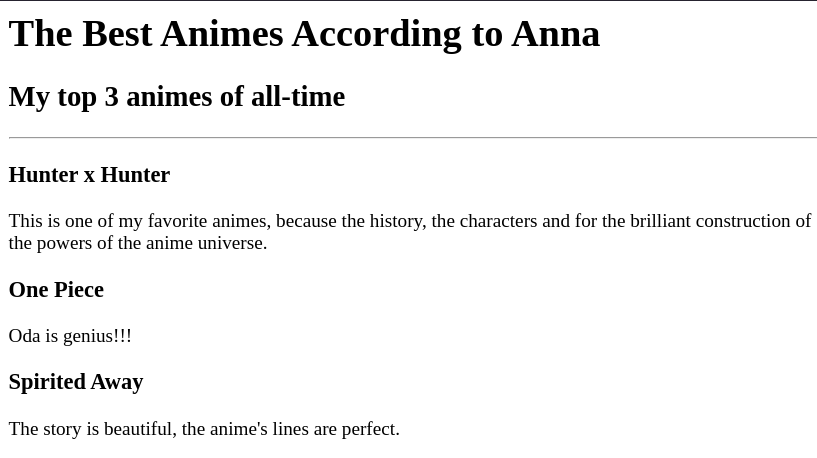 The Best Animes According to Anna
My top 3 animes of all-time
Hunter x Hunter
This is one of my favorite animes, because the history, the characters and for the brilliant construction of
the powers of the anime universe.
One Piece
Oda is genius!!!
Spirited Away
The story is beautiful, the anime's lines are perfect.